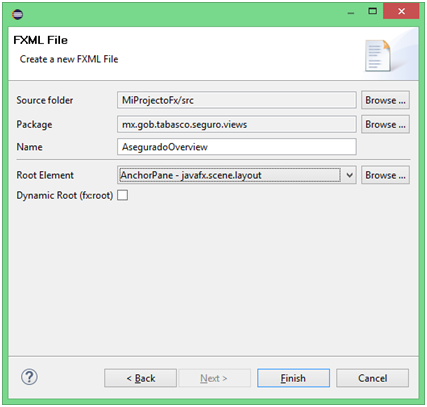 FXML File
Create a new FXML File
Source folder MiProjectoFx/src Browse ...
Package mx.gob.tabasco.seguro.views Browse ...
Name AseguradoOverview
Root Element AnchorPane - javafx.scene.layout Browse ...
Dynamic Root (fx:root)
? < Back Next > Finish Cancel